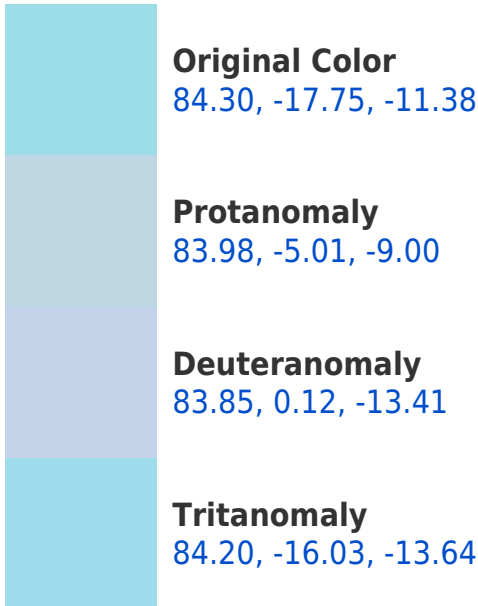 Original Color
84.30, -17.75, -11.38
Protanomaly
83.98, -5.01, -9.00
Deuteranomaly
83.85, 0.12, -13.41
Tritanomaly
84.20, -16.03, -13.64